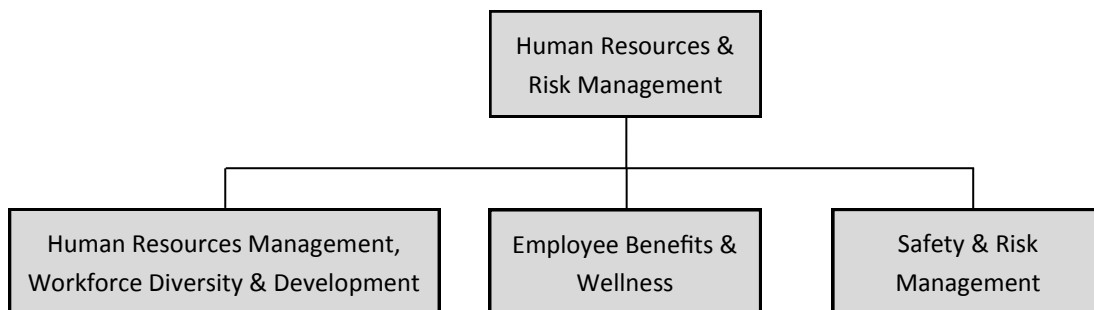 Human Resources &
Risk Management
Human Resources Management,
Workforce Diversity & Development
Employee Benefits &
Wellness
Safety & Risk
Management